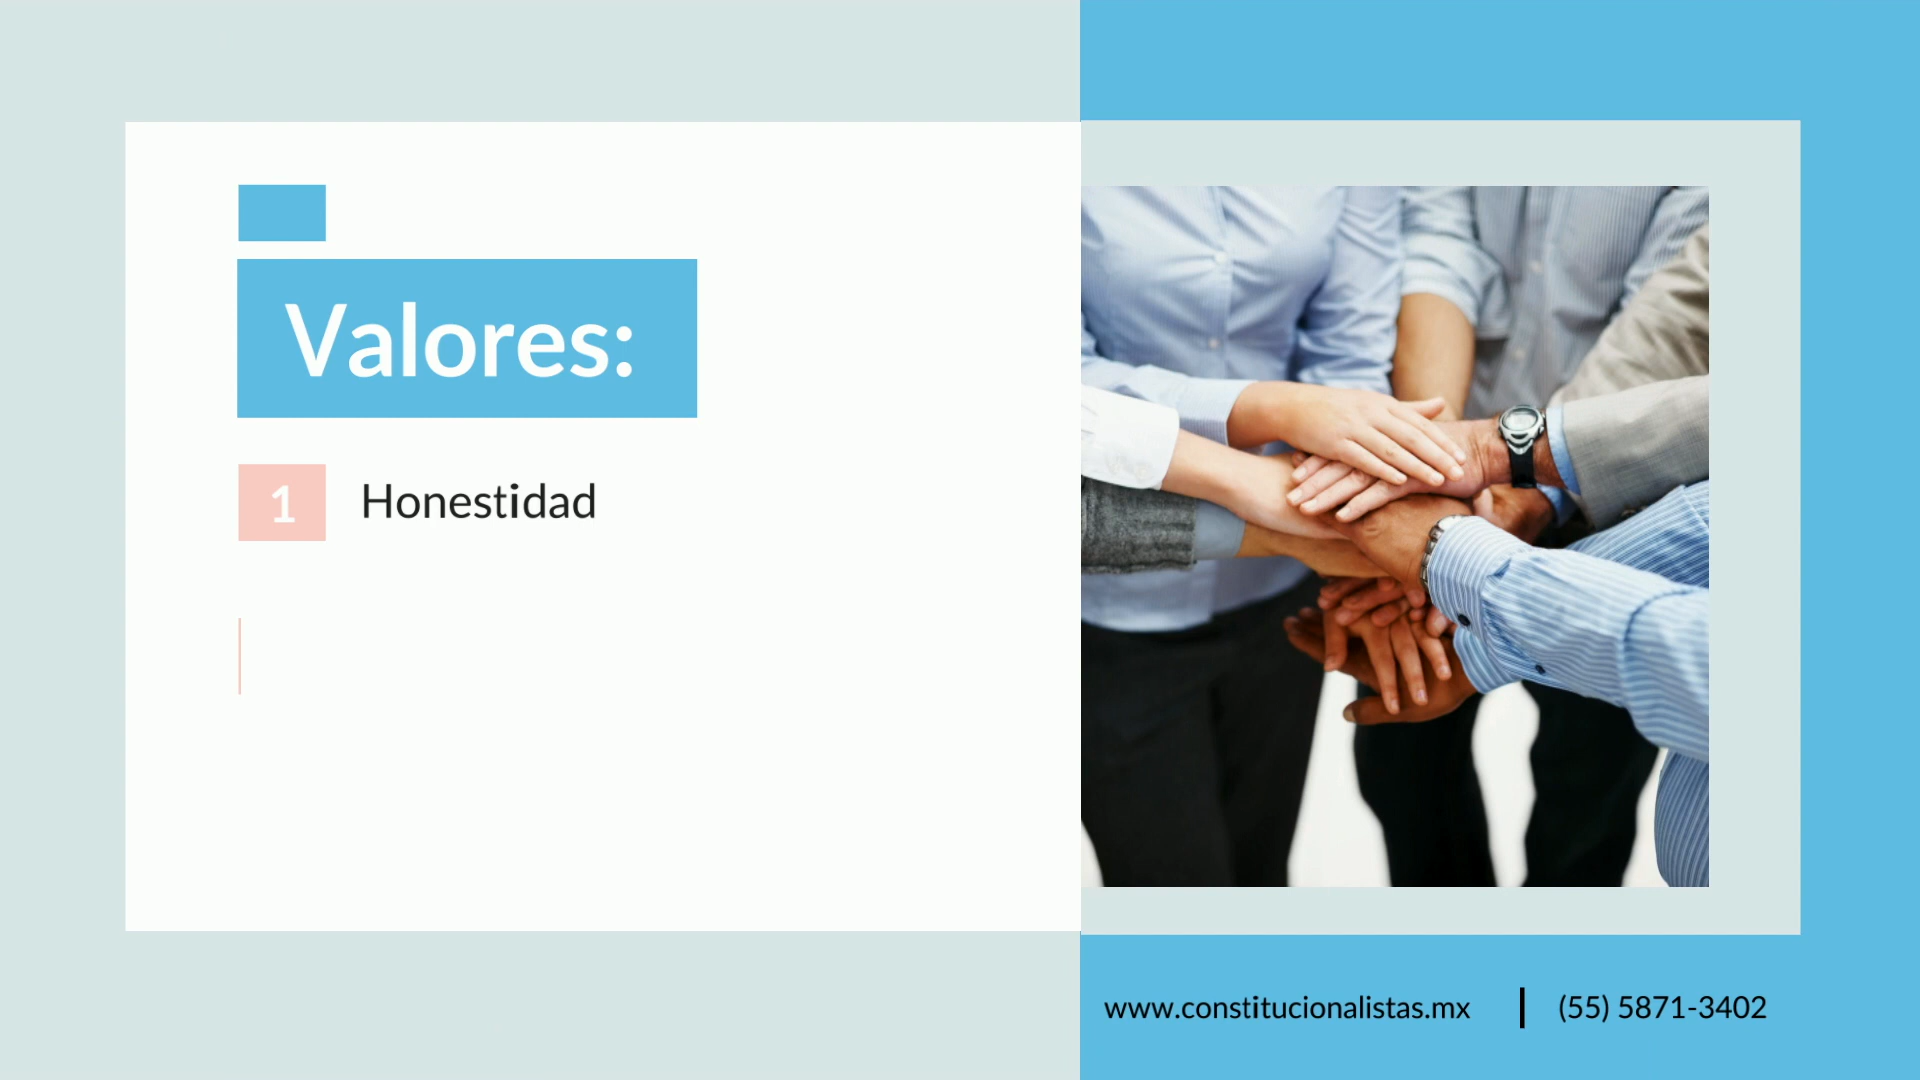 Valores:
1 Honestidad
www.constitucionalistas.mx | (55) 5871-3402